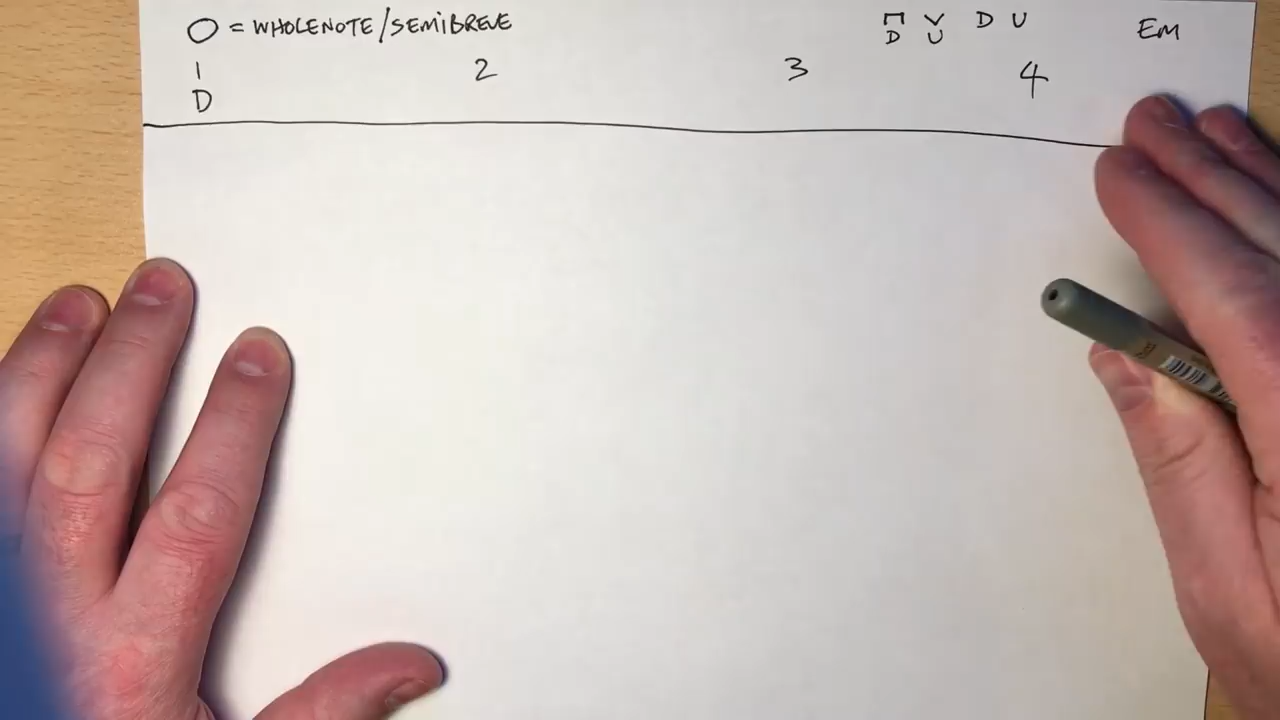 O = WHOLENOTE/SEMIBREVE
⊓ V D U Em
D U
1 2 3 4
D